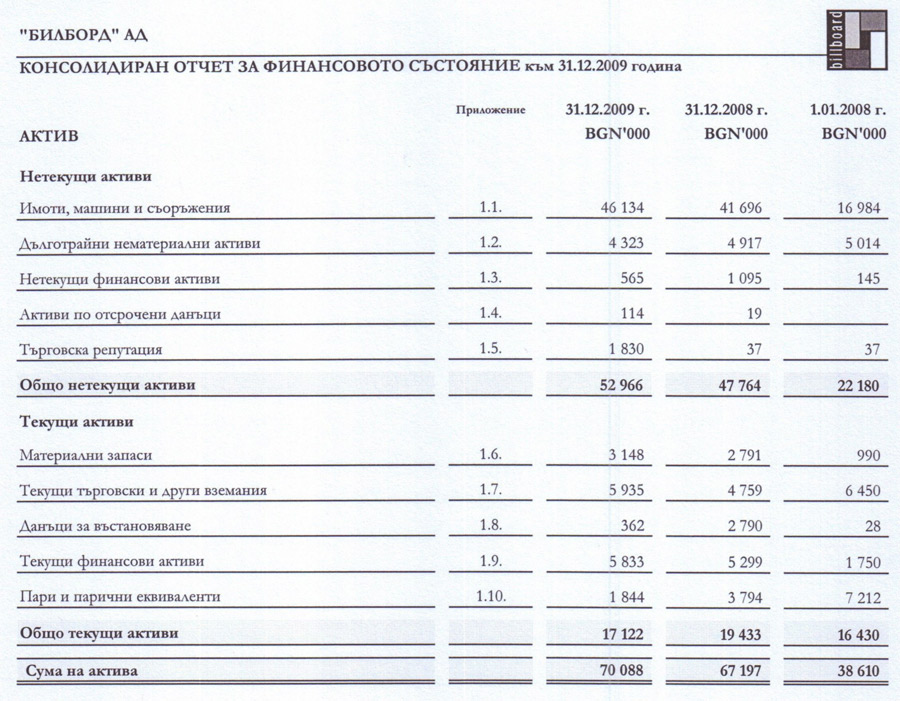 "БИЛБОРД" АД
billboard
КОНСОЛИДИРАН ОТЧЕТ ЗА ФИНАНСОВОТО СЪСТОЯНИЕ към 31.12.2009 година
Приложение 31.12.2009 г. 31.12.2008 г. 1.01.2008 г.
АКТИВ BGN'000 BGN'000 BGN'000
Нетекущи активи
Имоти, машини и съоръжения 1.1. 46 134 41 696 16 984
Дълготрайни нематериални активи 1.2. 4 323 4 917 5 014
Нетекущи финансови активи 1.3. 565 1 095 145
Активи по отсрочени данъци 1.4. 114 19
Търговска репутация 1.5. 1 830 37 37
Общо нетекущи активи 52 966 47 764 22 180
Текущи активи
Материални запаси 1.6. 3 148 2 791 990
Текущи търговски и други вземания 1.7. 5 935 4 759 6 450
Данъци за въстановяване 1.8. 362 2 790 28
Текущи финансови активи 1.9. 5 833 5 299 1 750
Пари и парични еквиваленти 1.10. 1 844 3 794 7 212
Общо текущи активи 17 122 19 433 16 430
Сума на актива 70 088 67 197 38 610